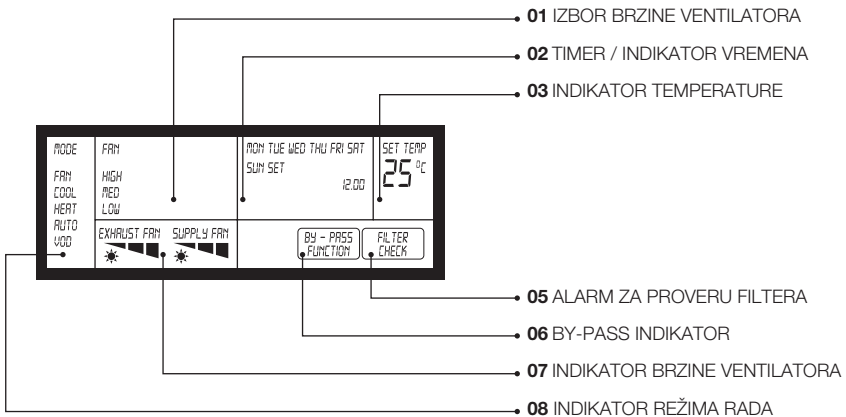 01 IZBOR BRZINE VENTILATORA
02 TIMER / INDIKATOR VREMENA
03 INDIKATOR TEMPERATURE
MODE
FAN
COOL
HEAT
AUTO
VOD
FAN
HIGH
MED
LOW
MON TUE WED THU FRI SAT
SUN SET
12.00
SET TEMP
25 °C
EXHAUST FAN SUPPLY FAN
BY - PASS
FUNCTION
FILTER
CHECK
05 ALARM ZA PROVERU FILTERA
06 BY-PASS INDIKATOR
07 INDIKATOR BRZINE VENTILATORA
08 INDIKATOR REŽIMA RADA